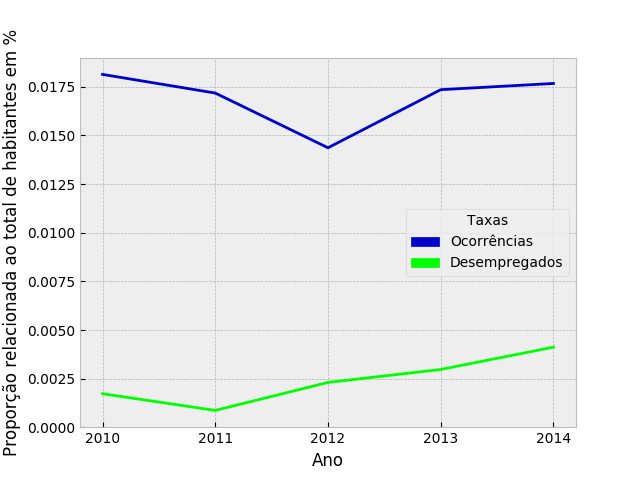 Proporção relacionada ao total de habitantes em %
0.0175
0.0150
0.0125
0.0100
0.0075
0.0050
0.0025
0.0000
Taxas
Ocorrências
Desempregados
2010 2011 2012 2013 2014
Ano